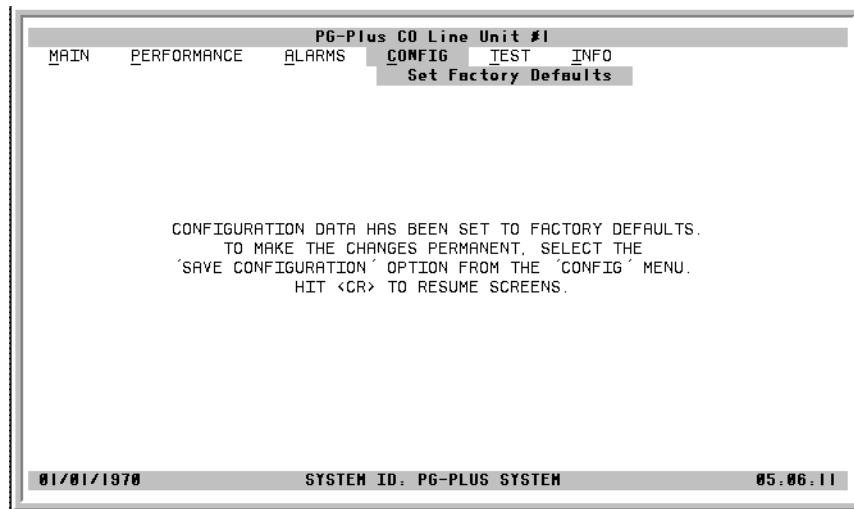 PG-Plus CO Line Unit #1
MAIN PERFORMANCE ALARMS CONFIG TEST INFO
Set Factory Defaults
CONFIGURATION DATA HAS BEEN SET TO FACTORY DEFAULTS.
TO MAKE THE CHANGES PERMANENT, SELECT THE
´SAVE CONFIGURATION´ OPTION FROM THE ´CONFIG´ MENU.
HIT <CR> TO RESUME SCREENS.
01/01/1970 SYSTEM ID: PG-PLUS SYSTEM 05:06:11